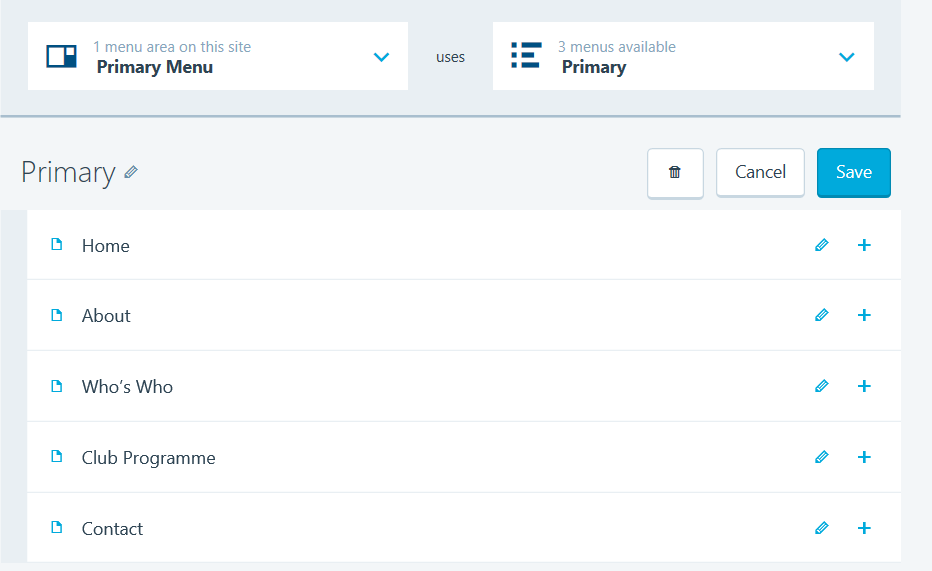 1 menu area on this site
Primary Menu
uses
3 menus available
Primary
Primary
Cancel
Save
Home
About
Who’s Who
Club Programme
Contact